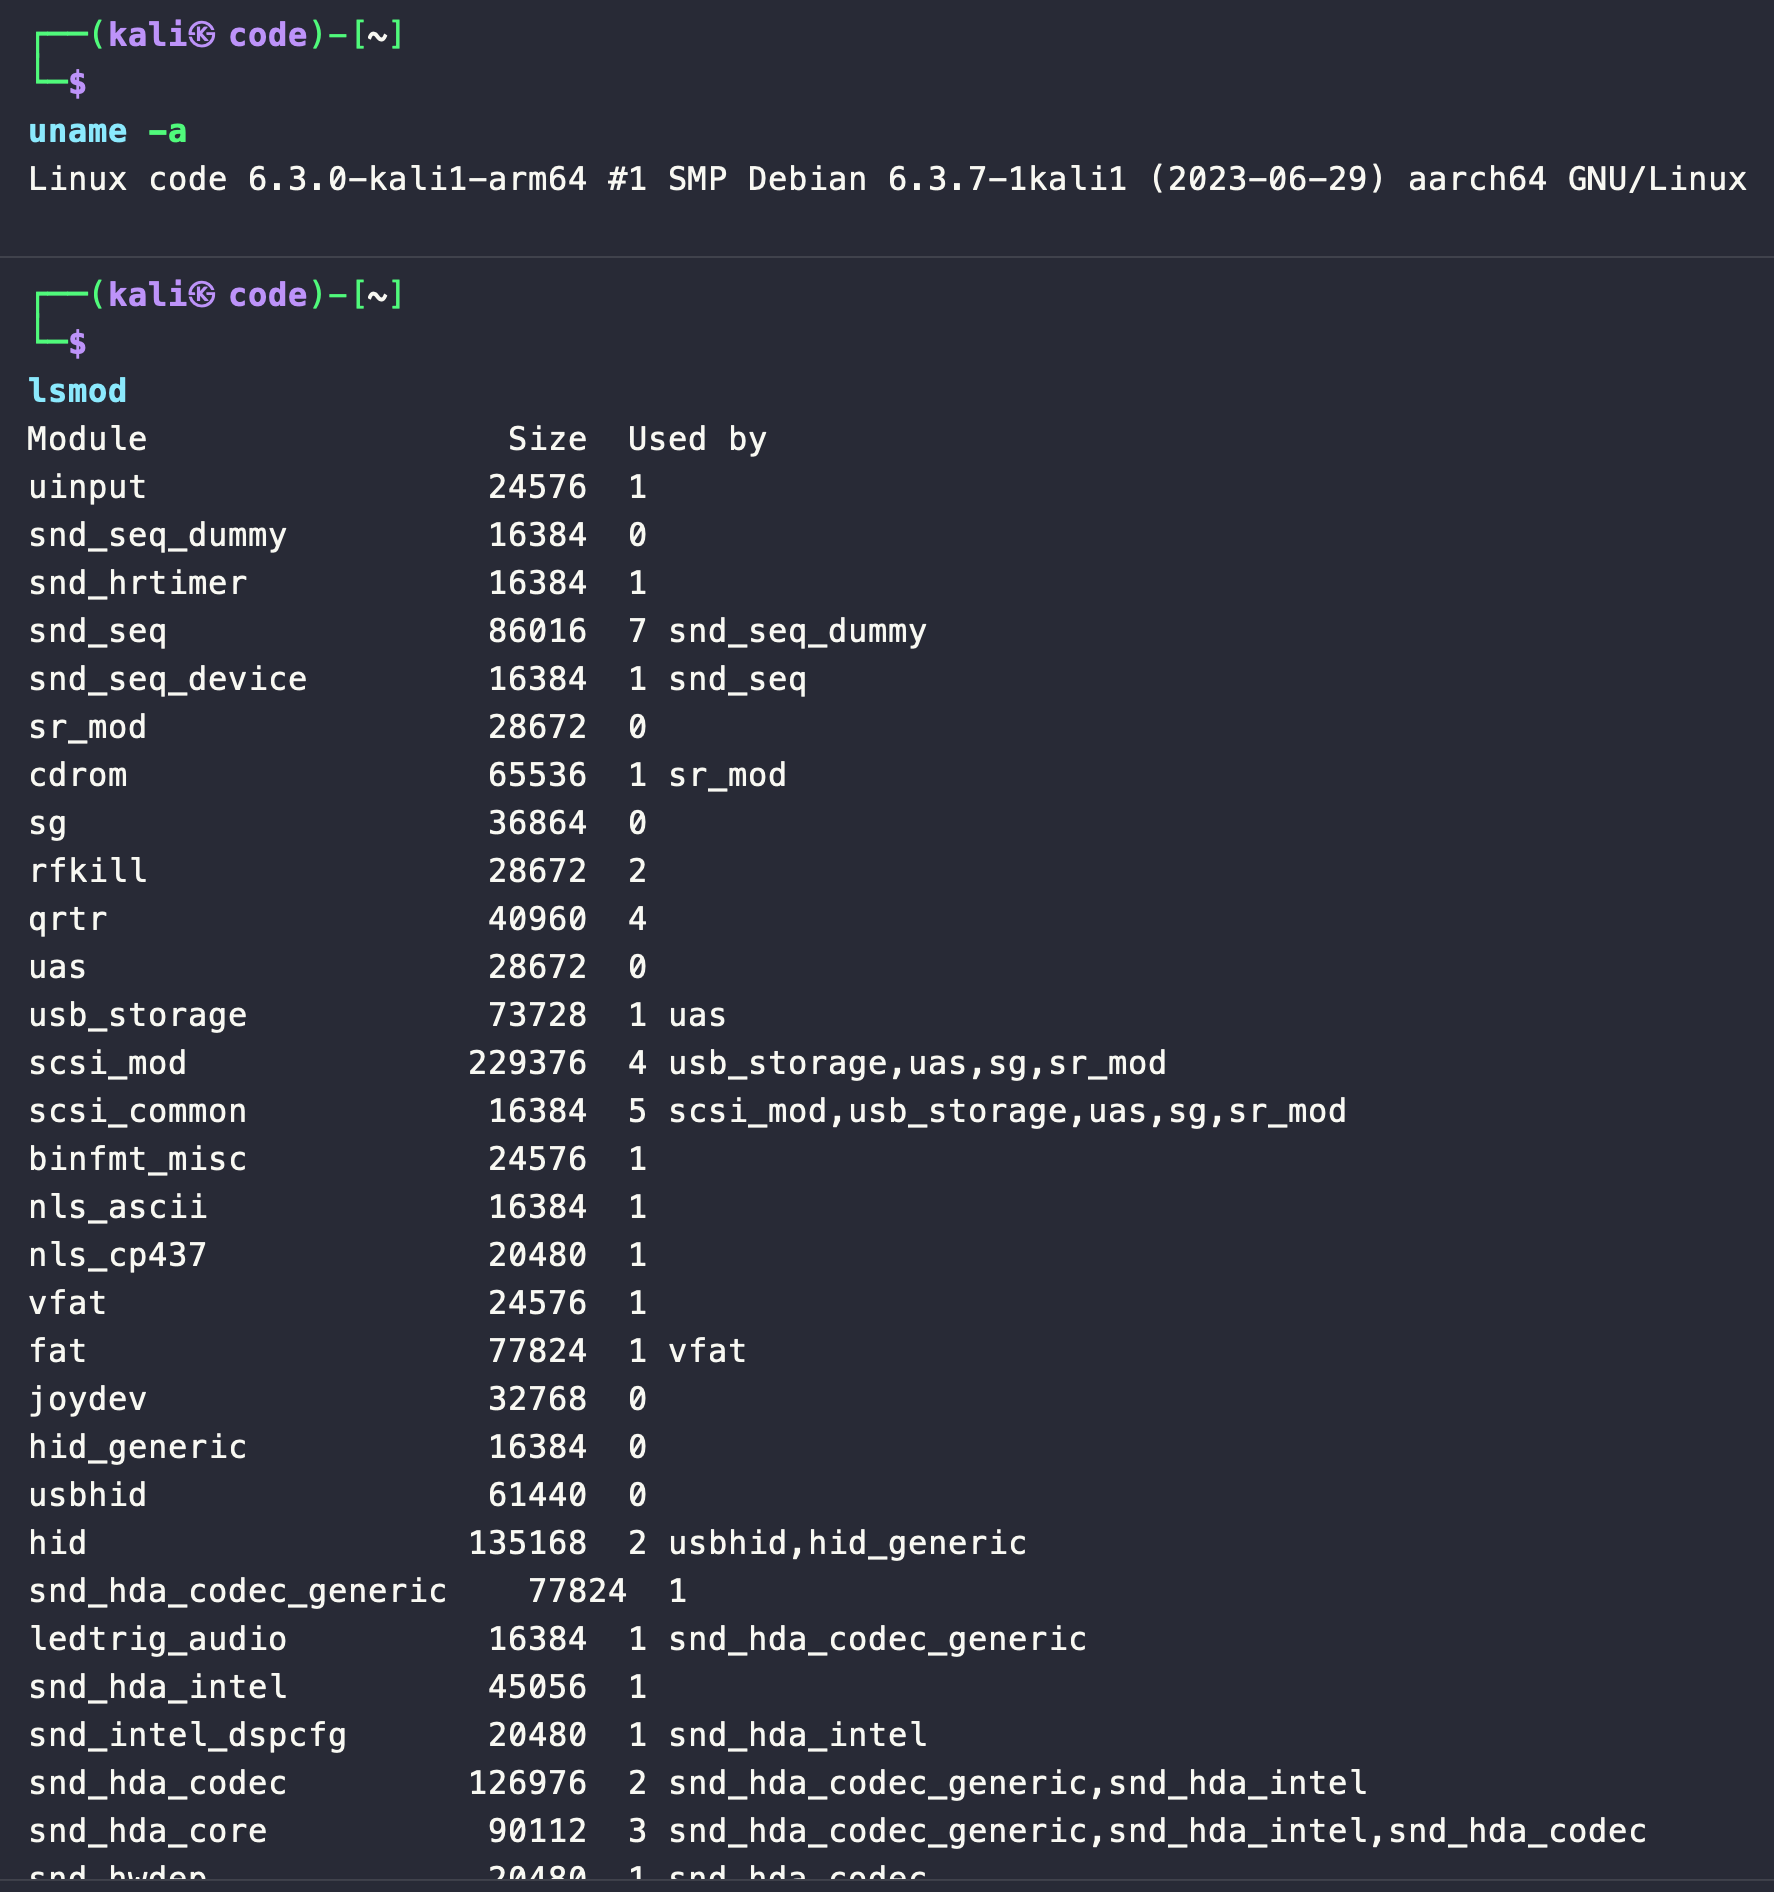 ┌──(kali㉿ code)-[~]
└─$
uname -a
Linux code 6.3.0-kali1-arm64 #1 SMP Debian 6.3.7-1kali1 (2023-06-29) aarch64 GNU/Linux
┌──(kali㉿ code)-[~]
└─$
lsmod
Module                  Size  Used by
uinput                 24576  1
snd_seq_dummy          16384  0
snd_hrtimer            16384  1
snd_seq                86016  7 snd_seq_dummy
snd_seq_device         16384  1 snd_seq
sr_mod                 28672  0
cdrom                  65536  1 sr_mod
sg                     36864  0
rfkill                 28672  2
qrtr                   40960  4
uas                    28672  0
usb_storage            73728  1 uas
scsi_mod              229376  4 usb_storage,uas,sg,sr_mod
scsi_common            16384  5 scsi_mod,usb_storage,uas,sg,sr_mod
binfmt_misc            24576  1
nls_ascii              16384  1
nls_cp437              20480  1
vfat                   24576  1
fat                    77824  1 vfat
joydev                 32768  0
hid_generic            16384  0
usbhid                 61440  0
hid                   135168  2 usbhid,hid_generic
snd_hda_codec_generic    77824  1
ledtrig_audio          16384  1 snd_hda_codec_generic
snd_hda_intel          45056  1
snd_intel_dspcfg       20480  1 snd_hda_intel
snd_hda_codec         126976  2 snd_hda_codec_generic,snd_hda_intel
snd_hda_core           90112  3 snd_hda_codec_generic,snd_hda_intel,snd_hda_codec
snd_hwdep              20480  1 snd_hda_codec